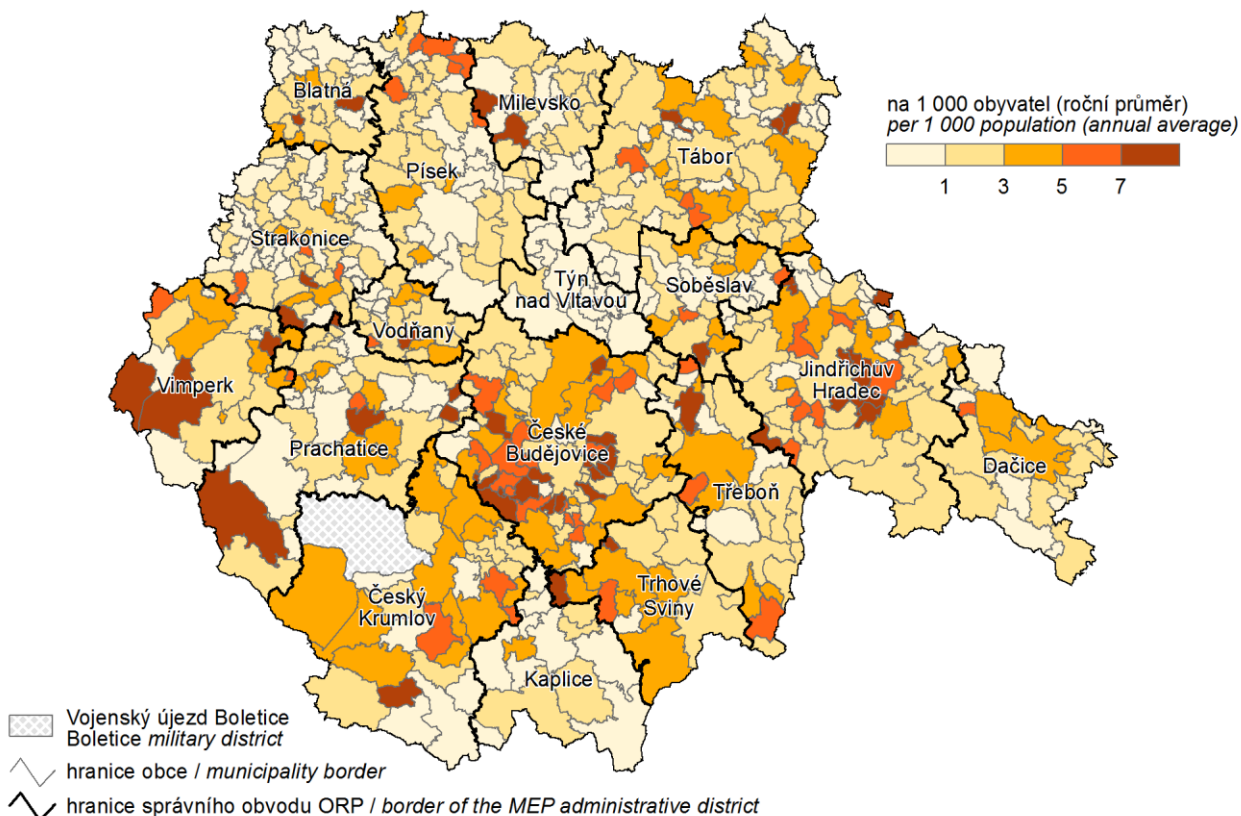 Blatná
Milevsko
na 1 000 obyvatel (roční průměr)
per 1 000 population (annual average)
1 3 5 7
Písek
Tábor
Strakonice
Týn
nad Vltavou
Soběslav
Vodňany
Vimperk
Jindřichův
Hradec
Prachatice
České
Budějovice
Dačice
Třeboň
Český
Krumlov
Trhové
Sviny
Kaplice
Vojenský újezd Boletice
Boletice military district
hranice obce / municipality border
hranice správního obvodu ORP / border of the MEP administrative district